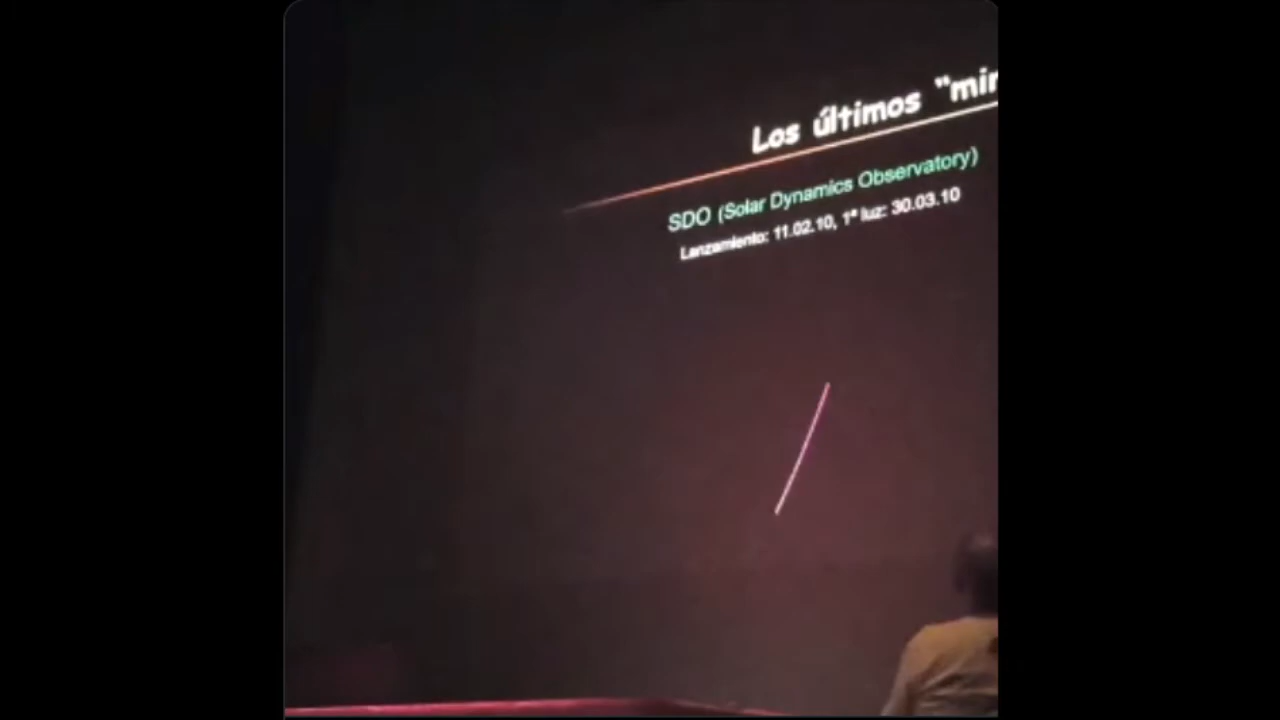 Los últimos "mir
SDO (Solar Dynamics Observatory)
Lanzamiento: 11.02.10, 1ª luz: 30.03.10